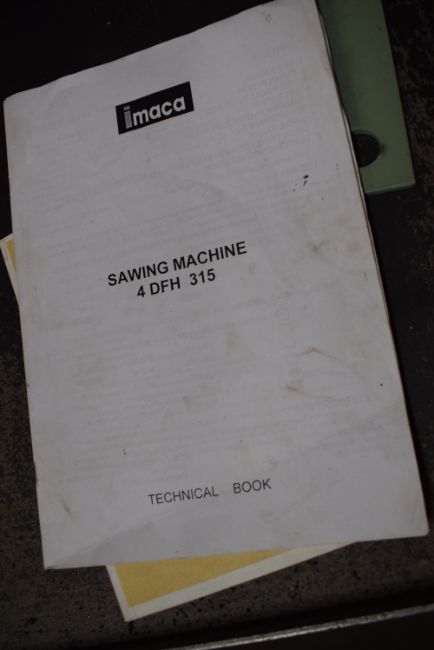 imaca
SAWING MACHINE
4 DFH 315
TECHNICAL BOOK